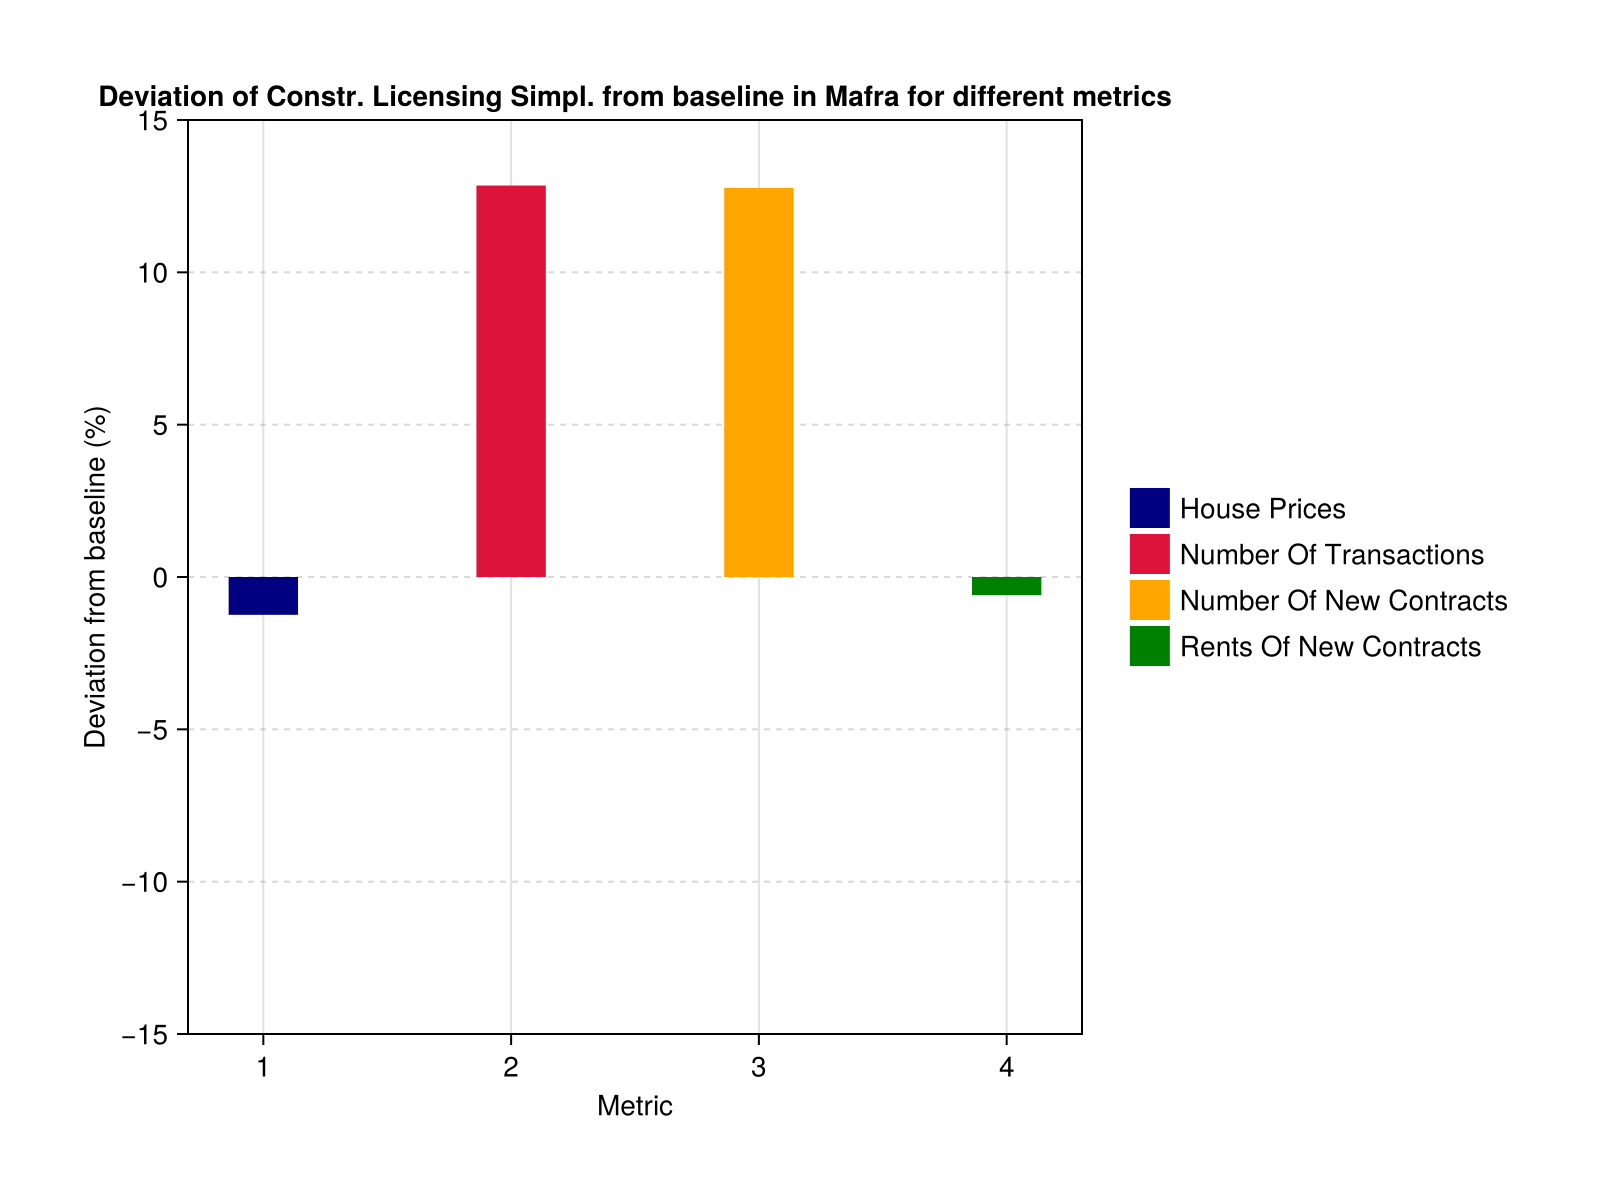 Deviation of Constr. Licensing Simpl. from baseline in Mafra for different metrics
15
10
5
0
−5
−10
−15
Deviation from baseline (%)
1 2 3 4
Metric
House Prices
Number Of Transactions
Number Of New Contracts
Rents Of New Contracts